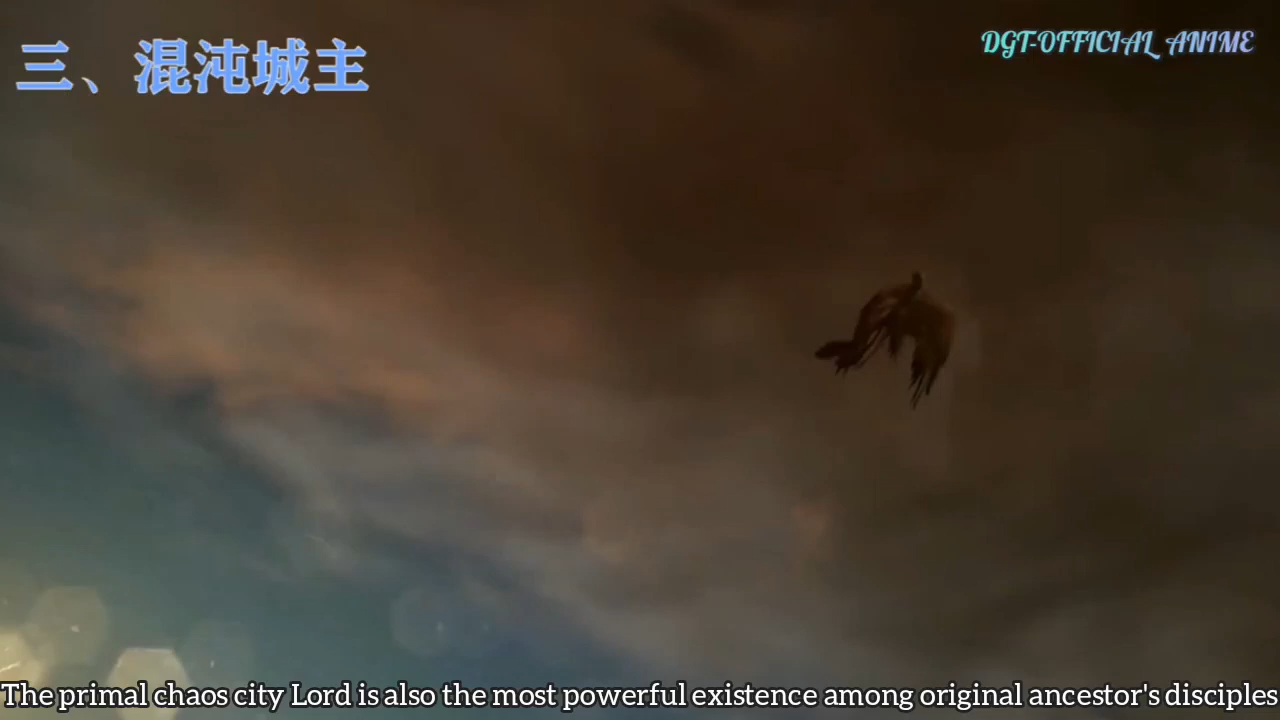 三、混沌城主
DGT-OFFICIAL ANIME
The primal chaos city Lord is also the most powerful existence among original ancestor's disciples